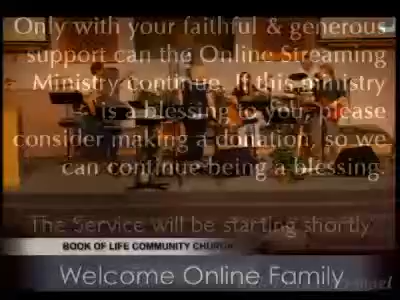 Only with your faithful & generous
support can the Online Streaming
Ministry continue. If this ministry
is a blessing to you, please
consider making a donation, so we
can continue being a blessing.
The Service will be starting shortly
BOOK OF LIFE COMMUNITY CHURCH
Welcome Online Family